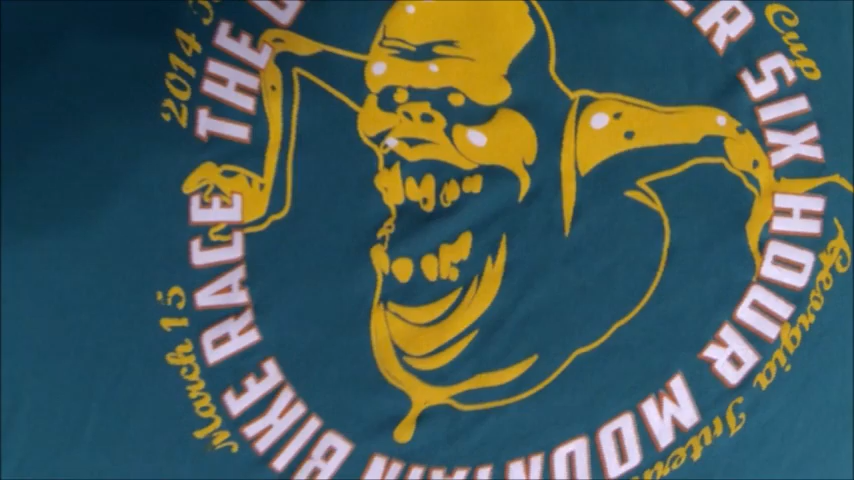 THE
R SIX HOUR MOUNTAIN BIKE RACE
2014
Cup
Georgia
March 15